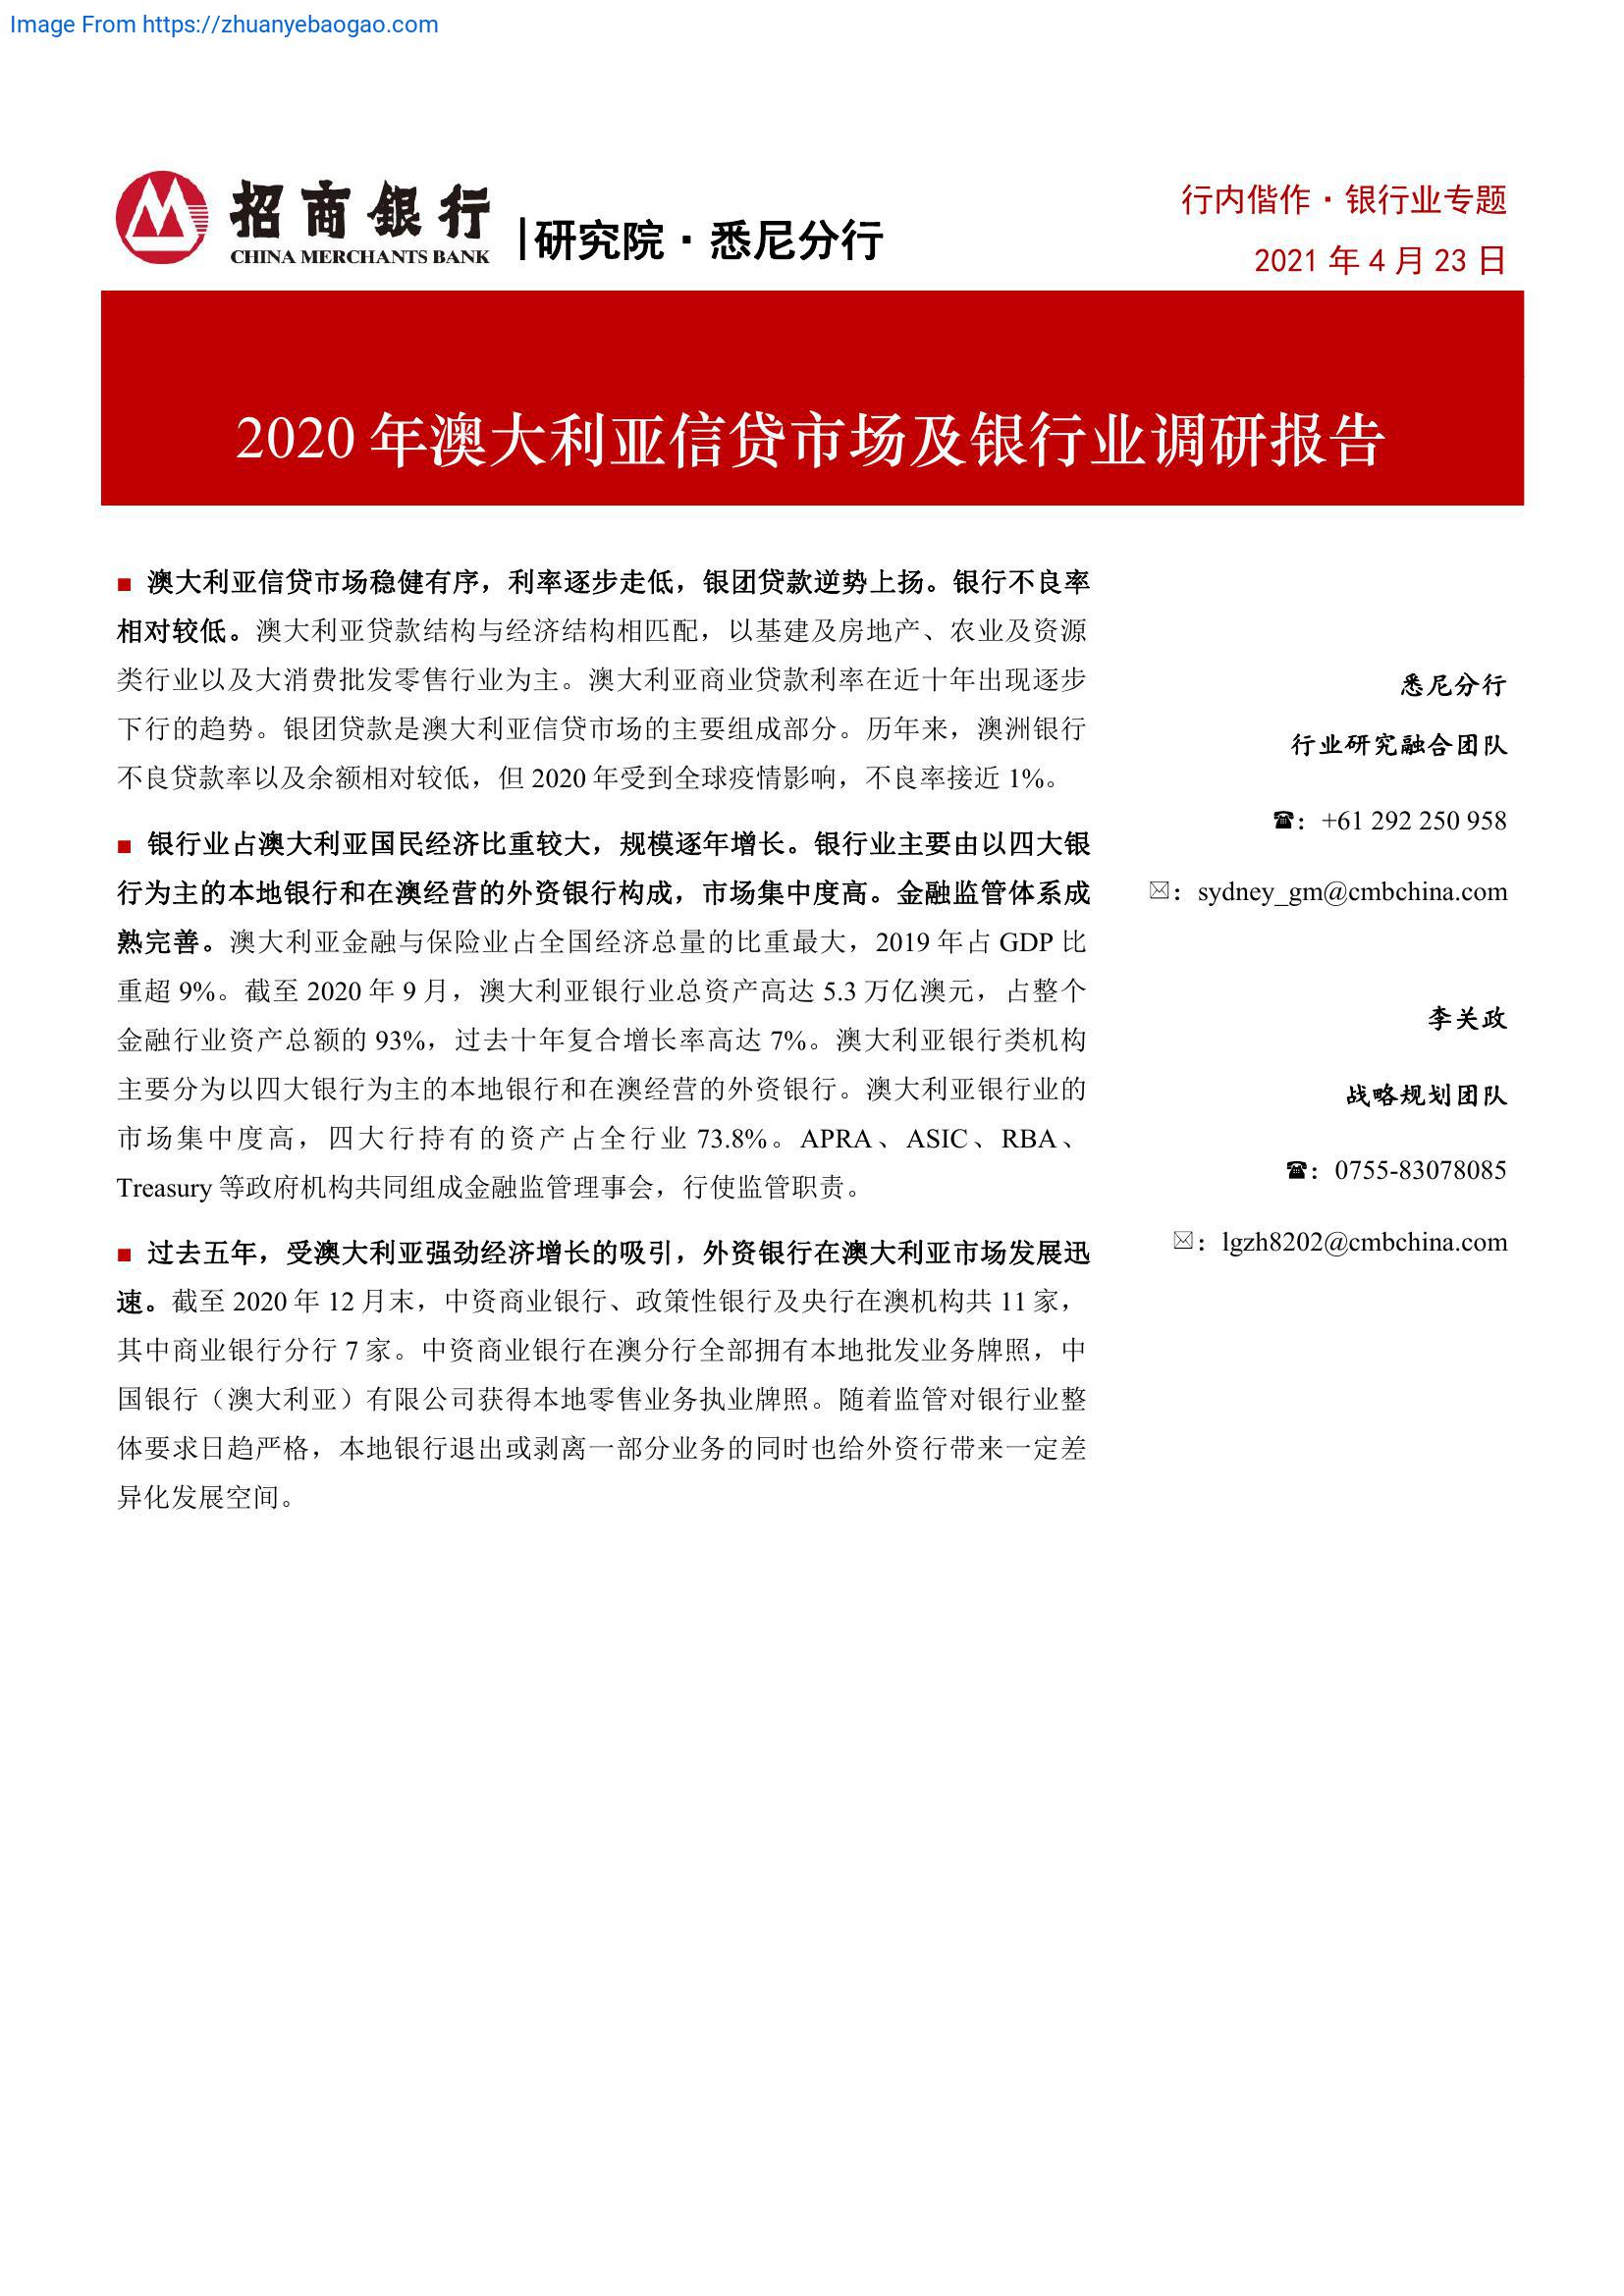 Image From https://zhuanyebaogao.com
招商銀行
CHINA MERCHANTS BANK
|研究院·悉尼分行
行内偕作·银行业专题
2021 年 4 月 23 日
2020 年澳大利亚信贷市场及银行业调研报告
■ 澳大利亚信贷市场稳健有序，利率逐步走低，银团贷款逆势上扬。银行不良率
相对较低。澳大利亚贷款结构与经济结构相匹配，以基建及房地产、农业及资源
类行业以及大消费批发零售行业为主。澳大利亚商业贷款利率在近十年出现逐步
下行的趋势。银团贷款是澳大利亚信贷市场的主要组成部分。历年来，澳洲银行
不良贷款率以及余额相对较低，但 2020 年受到全球疫情影响，不良率接近 1%。
■ 银行业占澳大利亚国民经济比重较大，规模逐年增长。银行业主要由以四大银
行为主的本地银行和在澳经营的外资银行构成，市场集中度高。金融监管体系成
熟完善。澳大利亚金融与保险业占全国经济总量的比重最大，2019 年占 GDP 比
重超 9%。截至 2020 年 9 月，澳大利亚银行业总资产高达 5.3 万亿澳元，占整个
金融行业资产总额的 93%，过去十年复合增长率高达 7%。澳大利亚银行类机构
主要分为以四大银行为主的本地银行和在澳经营的外资银行。澳大利亚银行业的
市场集中度高，四大行持有的资产占全行业 73.8%。APRA、ASIC、RBA、
Treasury 等政府机构共同组成金融监管理事会，行使监管职责。
■ 过去五年，受澳大利亚强劲经济增长的吸引，外资银行在澳大利亚市场发展迅
速。截至 2020 年 12 月末，中资商业银行、政策性银行及央行在澳机构共 11 家，
其中商业银行分行 7 家。中资商业银行在澳分行全部拥有本地批发业务牌照，中
国银行（澳大利亚）有限公司获得本地零售业务执业牌照。随着监管对银行业整
体要求日趋严格，本地银行退出或剥离一部分业务的同时也给外资行带来一定差
异化发展空间。
悉尼分行
行业研究融合团队
☎：+61 292 250 958
✉：sydney_gm@cmbchina.com
李关政
战略规划团队
☎：0755-83078085
✉：lgzh8202@cmbchina.com